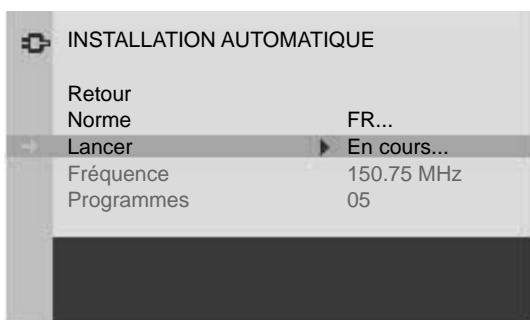 INSTALLATION AUTOMATIQUE
Retour
Norme FR...
Lancer En cours...
Fréquence 150.75 MHz
Programmes 05